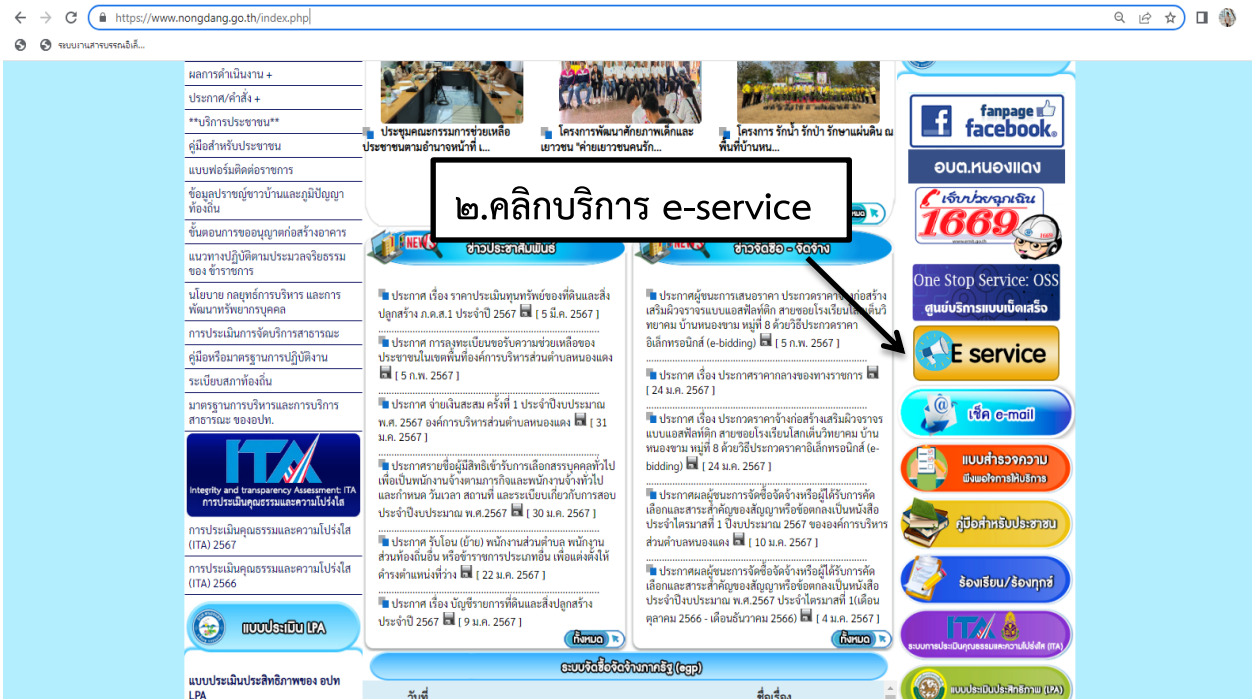 https://www.nongdang.go.th/index.php
ระบบงานสารบรรณอิเล็...
ผลการดำเนินงาน +
ประกาศ/คำสั่ง +
**บริการประชาชน**
คู่มือสำหรับประชาชน
แบบฟอร์มติดต่อราชการ
ข้อมูลปราชญ์ชาวบ้านและภูมิปัญญา
ท้องถิ่น
ขั้นตอนการขออนุญาตก่อสร้างอาคาร
แนวทางปฏิบัติตามประมวลจริยธรรม
ของ ข้าราชการ
นโยบาย กลยุทธ์การบริหาร และการ
พัฒนาทรัพยากรบุคคล
การประเมินการจัดบริการสาธารณะ
คู่มือหรือมาตรฐานการปฏิบัติงาน
ระเบียบสภาท้องถิ่น
มาตรฐานการบริหารและการบริการ
สาธารณะ ของอปท.
ITA
Integrity and transparency Assessment: ITA
การประเมินคุณธรรมและความโปร่งใส
การประเมินคุณธรรมและความโปร่งใส
(ITA) 2567
การประเมินคุณธรรมและความโปร่งใส
(ITA) 2566
แบบประเมิน LPA
แบบประเมินประสิทธิภาพของ อปท
LPA
ประชุมคณะกรรมการช่วยเหลือ
ประชาชนตามอำนาจหน้าที่ เ...
โครงการพัฒนาศักยภาพเด็กและ
เยาวชน "ค่ายเยาวชนคนรัก...
โครงการ รักน้ำ รักป่า รักษาแผ่นดิน ณ
พื้นที่บ้านหน...
๒.คลิกบริการ e-service
NEWS
ข่าวประชาสัมพันธ์
ประกาศ เรื่อง ราคาประเมินทุนทรัพย์ของที่ดินและสิ่ง
ปลูกสร้าง ภ.ด.ส.1 ประจำปี 2567 [ 5 มี.ค. 2567 ]
ประกาศ การลงทะเบียนขอรับความช่วยเหลือของ
ประชาชนในเขตพื้นที่องค์การบริหารส่วนตำบลหนองแดง
[ 5 ก.พ. 2567 ]
ประกาศ จ่ายเงินสะสม ครั้งที่ 1 ประจำปีงบประมาณ
พ.ศ. 2567 องค์การบริหารส่วนตำบลหนองแดง [ 31
ม.ค. 2567 ]
ประกาศรายชื่อผู้มีสิทธิเข้ารับการเลือกสรรบุคคลทั่วไป
เพื่อเป็นพนักงานจ้างตามภารกิจและพนักงานจ้างทั่วไป
และกำหนด วันเวลา สถานที่ และระเบียบเกี่ยวกับการสอบ
ประจำปีงบประมาณ พ.ศ.2567 [ 30 ม.ค. 2567 ]
ประกาศ รับโอน (ย้าย) พนักงานส่วนตำบล พนักงาน
ส่วนท้องถิ่นอื่น หรือข้าราชการประเภทอื่น เพื่อแต่งตั้งให้
ดำรงตำแหน่งที่ว่าง [ 22 ม.ค. 2567 ]
ประกาศ เรื่อง บัญชีรายการที่ดินและสิ่งปลูกสร้าง
ประจำปี 2567 [ 9 ม.ค. 2567 ]
ทั้งหมด
NEWS
ข่าวจัดซื้อ - จัดจ้าง
ประกาศผู้ชนะการเสนอราคา ประกวดราคาจ้างก่อสร้าง
เสริมผิวจราจรแบบแอสฟัลท์ติก สายซอยโรงเรียนโสกเต็นวิ
ทยาคม บ้านหนองขาม หมู่ที่ 8 ด้วยวิธีประกวดราคา
อิเล็กทรอนิกส์ (e-bidding) [ 5 ก.พ. 2567 ]
ประกาศ เรื่อง ประกาศราคากลางของทางราชการ
[ 24 ม.ค. 2567 ]
ประกาศ เรื่อง ประกวดราคาจ้างก่อสร้างเสริมผิวจราจร
แบบแอสฟัลท์ติก สายซอยโรงเรียนโสกเต็นวิทยาคม บ้าน
หนองขาม หมู่ที่ 8 ด้วยวิธีประกวดราคาอิเล็กทรอนิกส์ (e-
bidding) [ 24 ม.ค. 2567 ]
ประกาศผลผู้ชนะการจัดซื้อจัดจ้างหรือผู้ได้รับการคัด
เลือกและสาระสำคัญของสัญญาหรือข้อตกลงเป็นหนังสือ
ประจำไตรมาสที่ 1 ปีงบประมาณ 2567 ขององค์การบริหาร
ส่วนตำบลหนองแดง [ 10 ม.ค. 2567 ]
ประกาศผลผู้ชนะการจัดซื้อจัดจ้างหรือผู้ได้รับการคัด
เลือกและสาระสำคัญของสัญญาหรือข้อตกลงเป็นหนังสือ
ประจำปีงบประมาณ พ.ศ.2567 ประจำไตรมาสที่ 1(เดือน
ตุลาคม 2566 - เดือนธันวาคม 2566) [ 4 ม.ค. 2567 ]
ทั้งหมด
ระบบจัดซื้อจัดจ้างภาครัฐ (egp)
วันที่
ชื่อเรื่อง
fanpage
facebook.
อบต.หนองแดง
เจ็บป่วยฉุกเฉิน
1669
One Stop Service: OSS
ศูนย์บริการแบบเบ็ดเสร็จ
E service
เช็ค e-mail
แบบสำรวจความ
พึงพอใจการให้บริการ
คู่มือสำหรับประชาชน
ร้องเรียน/ร้องทุกข์
ITA
ระบบการประเมินคุณธรรมและความโปร่งใส (ITA)
แบบประเมินประสิทธิภาพ (LPA)